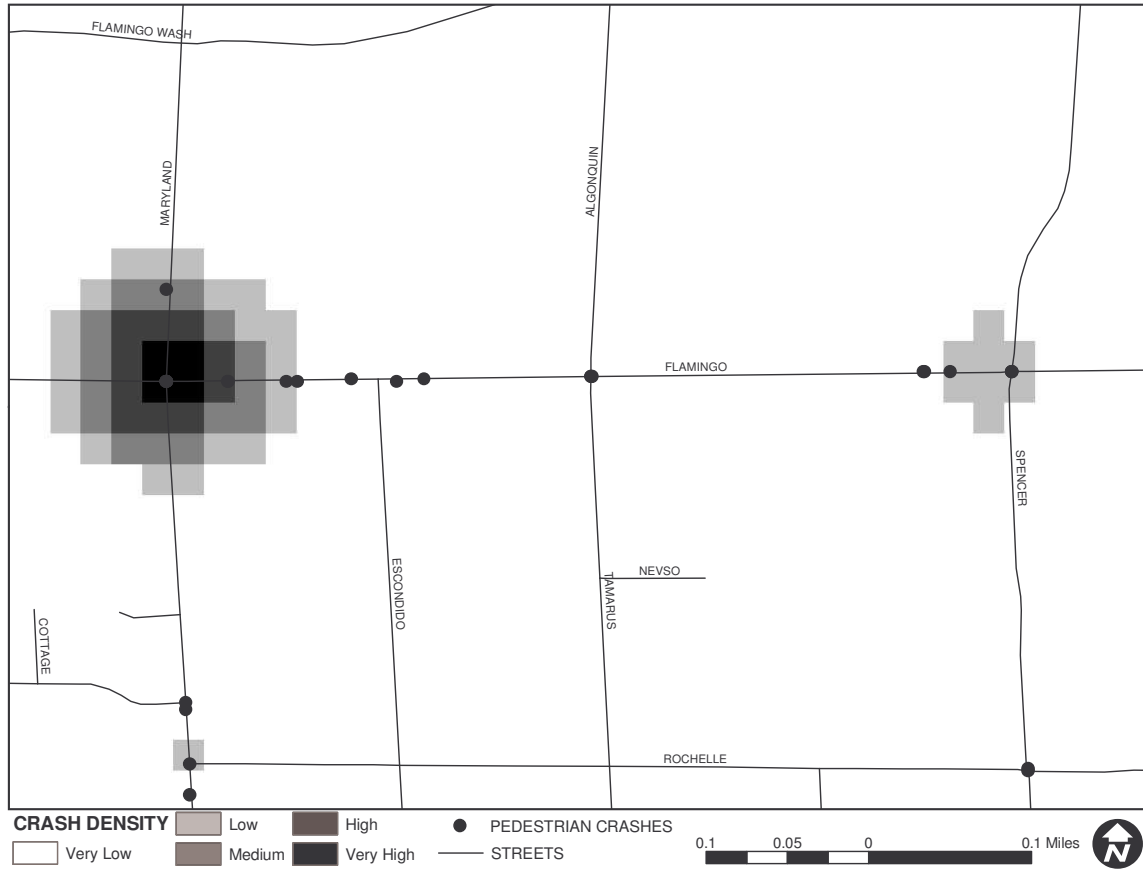 FLAMINGO WASH
MARYLAND
ALGONQUIN
FLAMINGO
SPENCER
ESCONDIDO
NEVSO
TAMARUS
COTTAGE
ROCHELLE
CRASH DENSITY
Low
High
PEDESTRIAN CRASHES
Very Low
Medium
Very High
STREETS
0.1 0.05 0 0.1 Miles
N